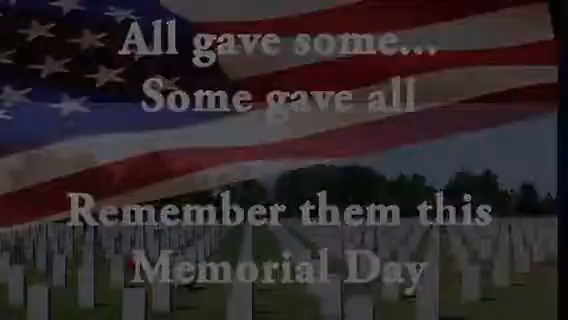 All gave some...
Some gave all
Remember them this
Memorial Day